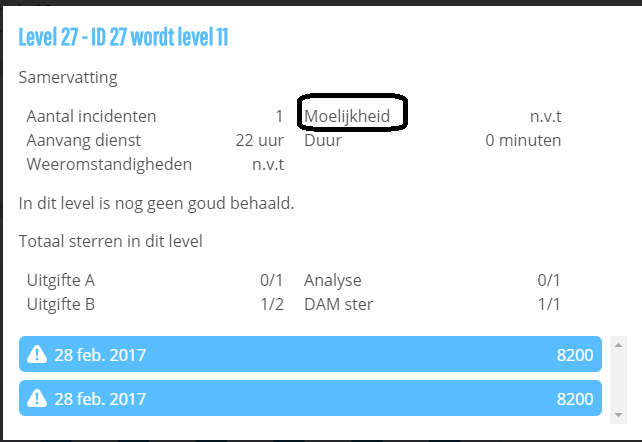 Level 27 - ID 27 wordt level 11
Samervatting
Aantal incidenten 1 Moelijkheid n.v.t
Aanvang dienst 22 uur Duur 0 minuten
Weeromstandigheden n.v.t
In dit level is nog geen goud behaald.
Totaal sterren in dit level
Uitgifte A 0/1 Analyse 0/1
Uitgifte B 1/2 DAM ster 1/1
28 feb. 2017 8200
28 feb. 2017 8200